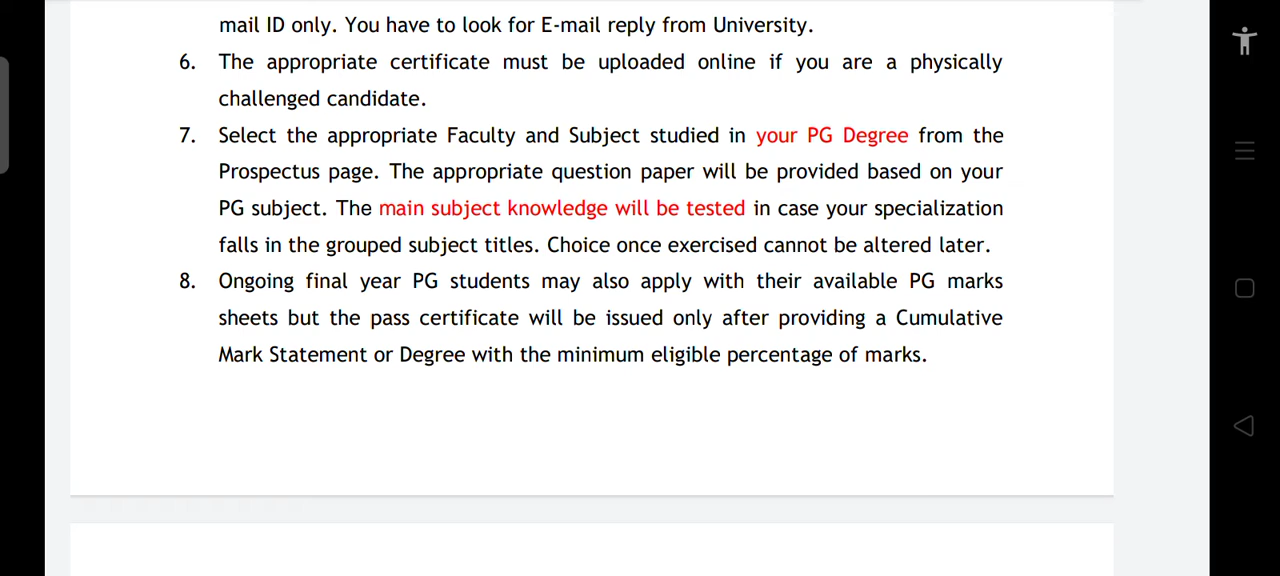 mail ID only. You have to look for E-mail reply from University.
6. The appropriate certificate must be uploaded online if you are a physically
challenged candidate.
7. Select the appropriate Faculty and Subject studied in your PG Degree from the
Prospectus page. The appropriate question paper will be provided based on your
PG subject. The main subject knowledge will be tested in case your specialization
falls in the grouped subject titles. Choice once exercised cannot be altered later.
8. Ongoing final year PG students may also apply with their available PG marks
sheets but the pass certificate will be issued only after providing a Cumulative
Mark Statement or Degree with the minimum eligible percentage of marks.